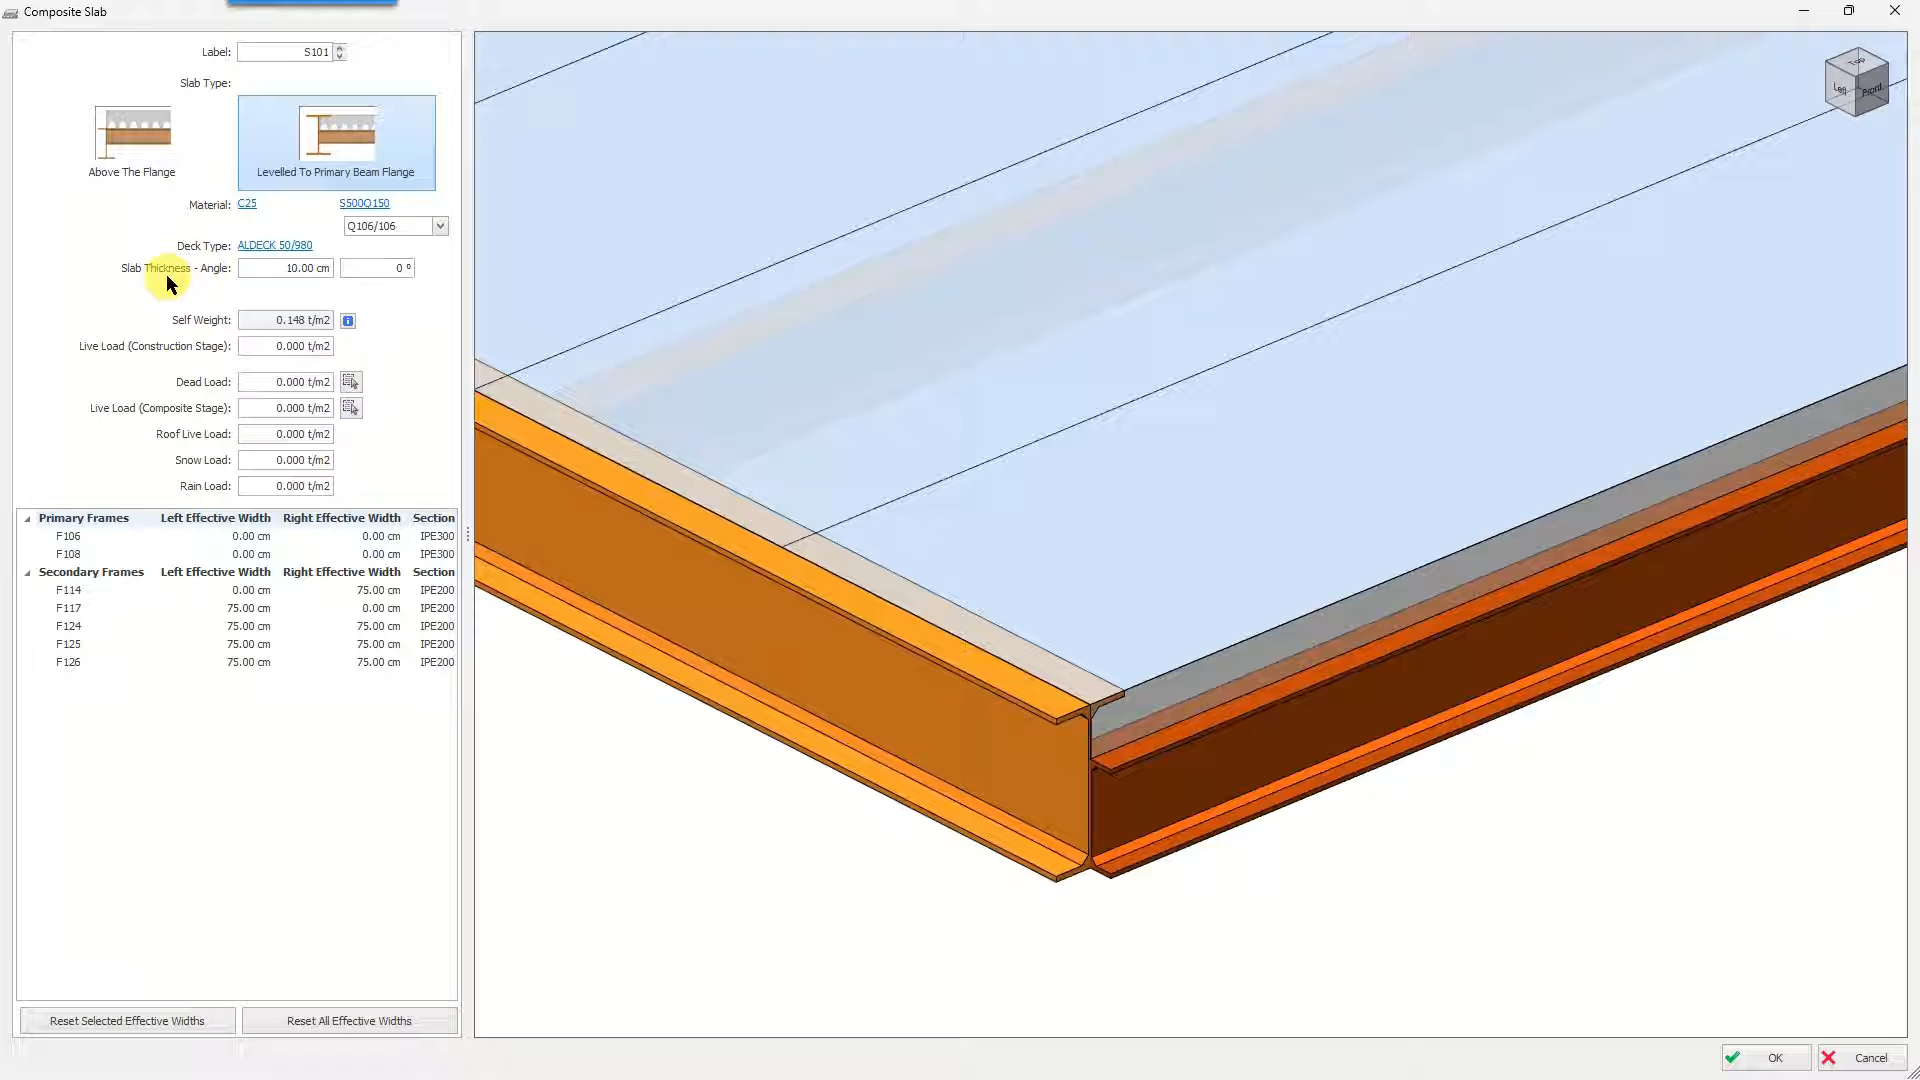 Composite Slab
Label: S101
Slab Type:
Above The Flange
Levelled To Primary Beam Flange
Material: C25 S500Q150
Q106/106
Deck Type: ALDECK 50/980
Slab Thickness - Angle: 10.00 cm 0 º
Self Weight: 0.148 t/m2
Live Load (Construction Stage): 0.000 t/m2
Dead Load: 0.000 t/m2
Live Load (Composite Stage): 0.000 t/m2
Roof Live Load: 0.000 t/m2
Snow Load: 0.000 t/m2
Rain Load: 0.000 t/m2
Primary Frames Left Effective Width Right Effective Width Section
F106 0.00 cm 0.00 cm IPE300
F108 0.00 cm 0.00 cm IPE300
Secondary Frames Left Effective Width Right Effective Width Section
F114 0.00 cm 75.00 cm IPE200
F117 75.00 cm 0.00 cm IPE200
F124 75.00 cm 75.00 cm IPE200
F125 75.00 cm 75.00 cm IPE200
F126 75.00 cm 75.00 cm IPE200
Reset Selected Effective Widths Reset All Effective Widths
Top
Left Front
OK Cancel